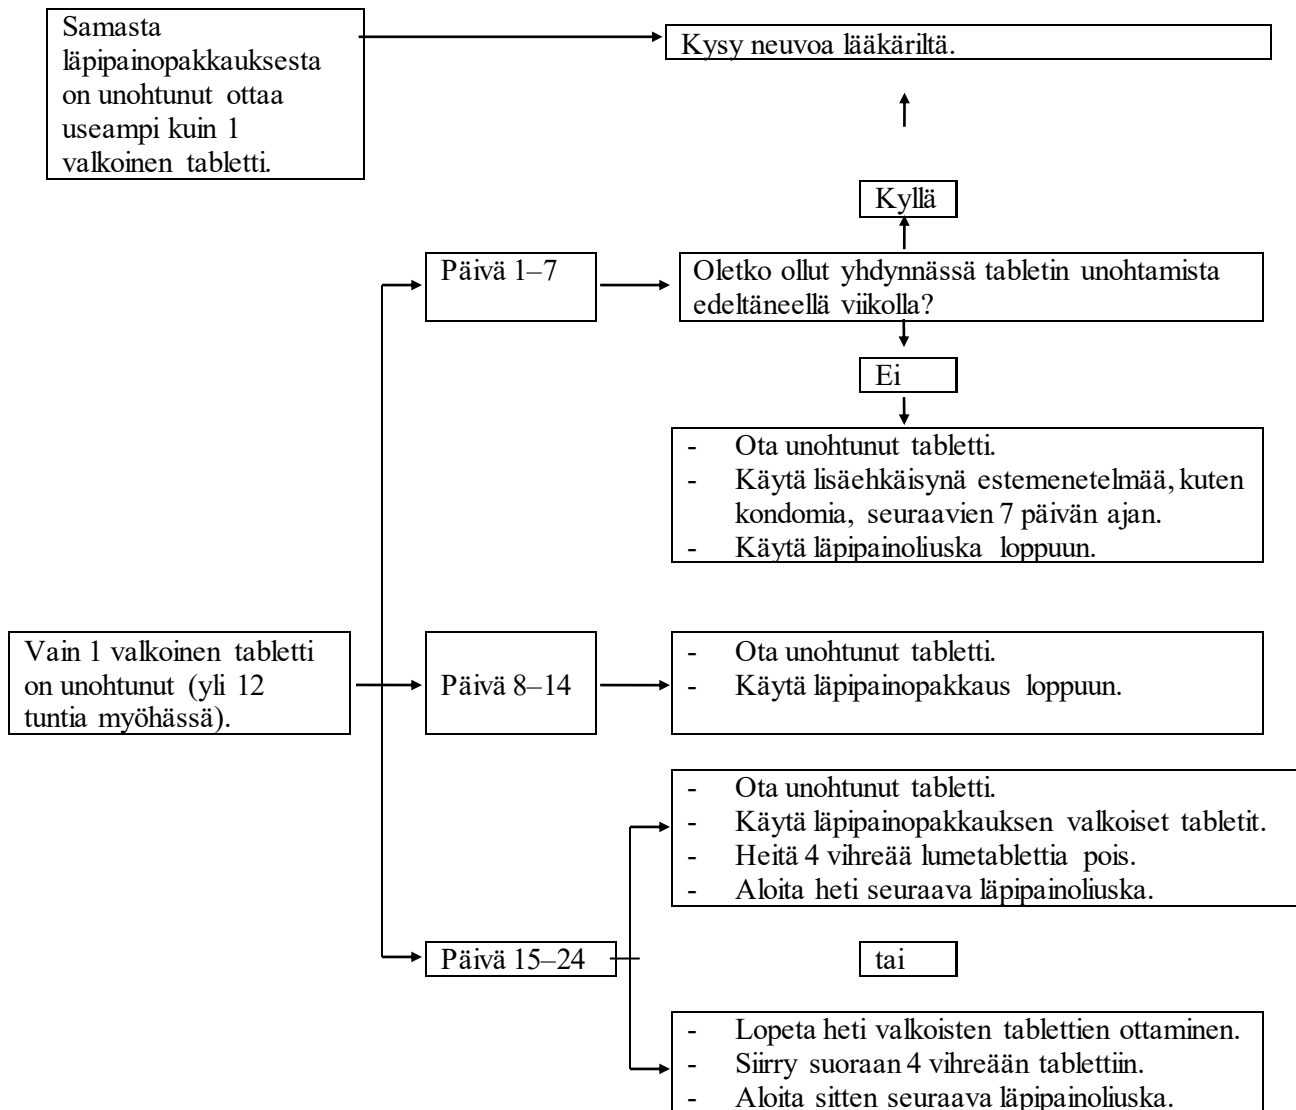 Samasta
läpipainopakkauksesta
on unohtunut ottaa
useampi kuin 1
valkoinen tabletti.
Kysy neuvoa lääkäriltä.
Kyllä
Päivä 1–7
Oletko ollut yhdynnässä tabletin unohtamista
edeltäneellä viikolla?
Ei
- Ota unohtunut tabletti.
- Käytä lisäehkäisynä estemenetelmää, kuten
kondomia, seuraavien 7 päivän ajan.
- Käytä läpipainoliuska loppuun.
Vain 1 valkoinen tabletti
on unohtunut (yli 12
tuntia myöhässä).
Päivä 8–14
- Ota unohtunut tabletti.
- Käytä läpipainopakkaus loppuun.
- Ota unohtunut tabletti.
- Käytä läpipainopakkauksen valkoiset tabletit.
- Heitä 4 vihreää lumetablettia pois.
- Aloita heti seuraava läpipainoliuska.
Päivä 15–24
tai
- Lopeta heti valkoisten tablettien ottaminen.
- Siirry suoraan 4 vihreään tablettiin.
- Aloita sitten seuraava läpipainoliuska.